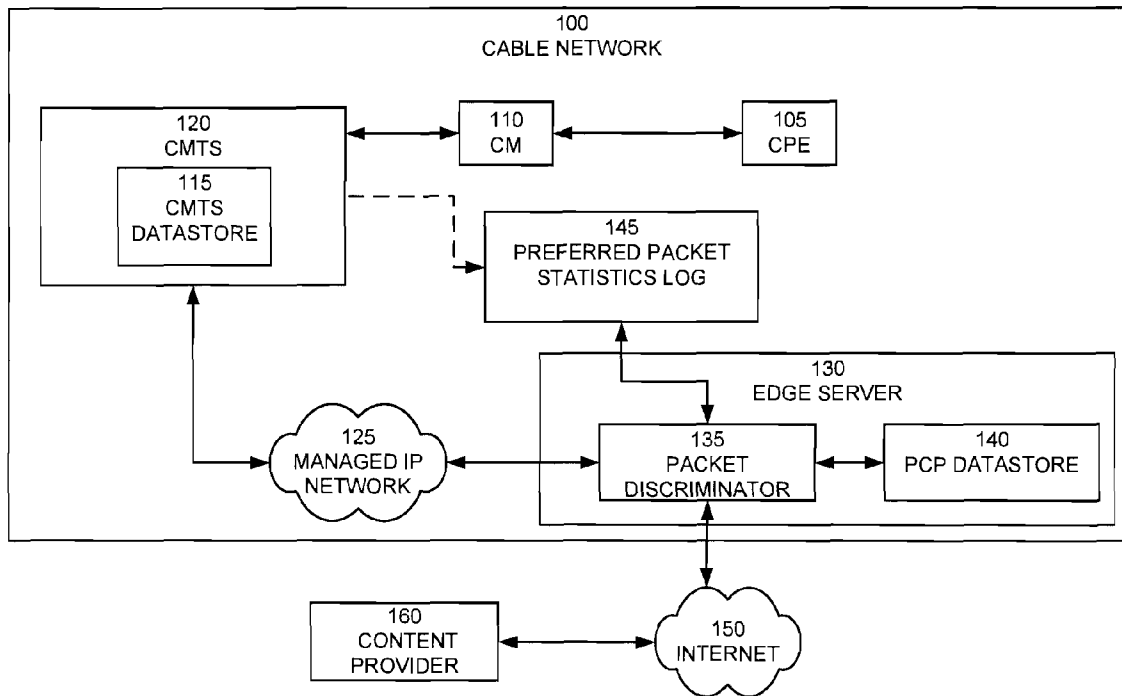 100
CABLE NETWORK
120
CMTS
115
CMTS
DATASTORE
110
CM
105
CPE
145
PREFERRED PACKET
STATISTICS LOG
130
EDGE SERVER
125
MANAGED IP
NETWORK
135
PACKET
DISCRIMINATOR
140
PCP DATASTORE
160
CONTENT
PROVIDER
150
INTERNET